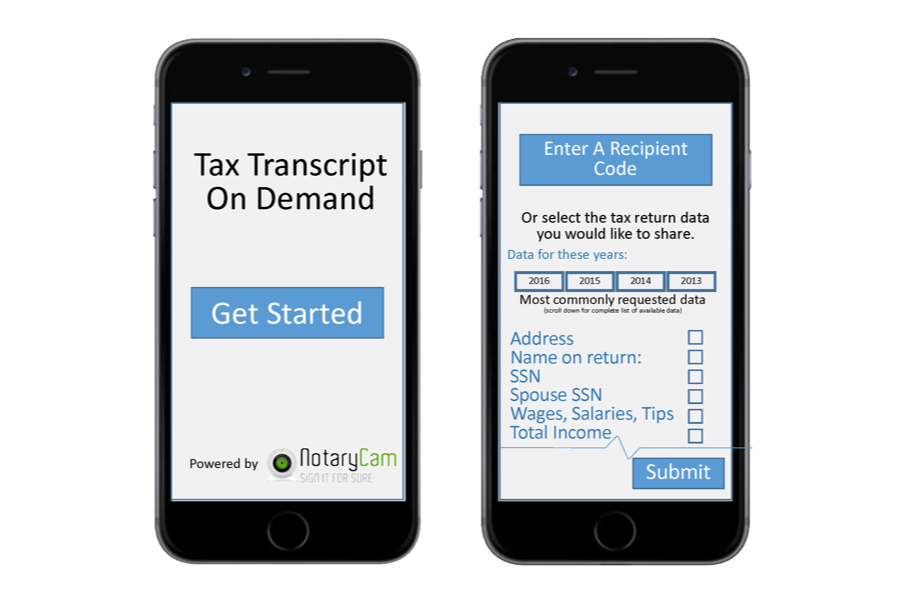 Tax Transcript
On Demand
Get Started
Powered by NotaryCam
SIGN IT FOR SURE
Enter A Recipient
Code
Or select the tax return data
you would like to share.
Data for these years:
2016 2015 2014 2013
Most commonly requested data
(scroll down for complete list of available data)
Address
Name on return:
SSN
Spouse SSN
Wages, Salaries, Tips
Total Income
Submit